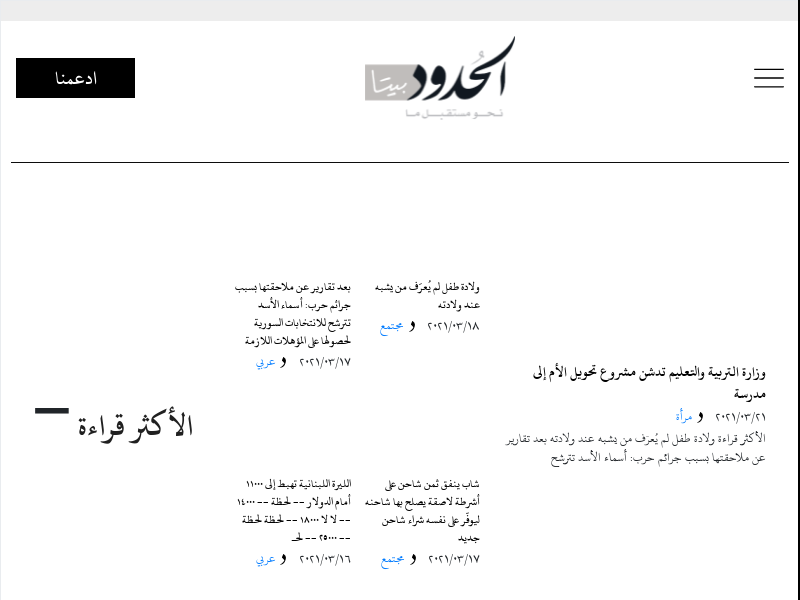 ادعمنا
الحُدود
بيتا
نحو مستقبل ما
وزارة التربية والتعليم تدشن مشروع تحويل الأم إلى
مدرسة
٢٠٢١/٠٣/٢١ , مرأة
الأكثر قراءة ولادة طفل لم يُعرَف من يشبه عند ولادته بعد تقارير
عن ملاحقتها بسبب جرائم حرب: أسماء الأسد تترشح
ولادة طفل لم يُعرَف من يشبه
عند ولادته
٢٠٢١/٠٣/١٨ , مجتمع
بعد تقارير عن ملاحقتها بسبب
جرائم حرب: أسماء الأسد
تترشح للانتخابات السورية
لحصولها على المؤهلات اللازمة
٢٠٢١/٠٣/١٧ , عربي
شاب ينفق ثمن شاحن على
أشرطة لاصقة يصلح بها شاحنه
ليوفّر على نفسه شراء شاحن
جديد
٢٠٢١/٠٣/١٧ , مجتمع
الليرة اللبنانية تهبط إلى ١١٠٠٠
أمام الدولار -- لحظة -- ١٤٠٠٠
-- لا لا ١٨٠٠٠ -- لحظة لحظة
-- ٢٥٠٠٠ -- لحـ
٢٠٢١/٠٣/١٦ , عربي
الأكثر قراءة